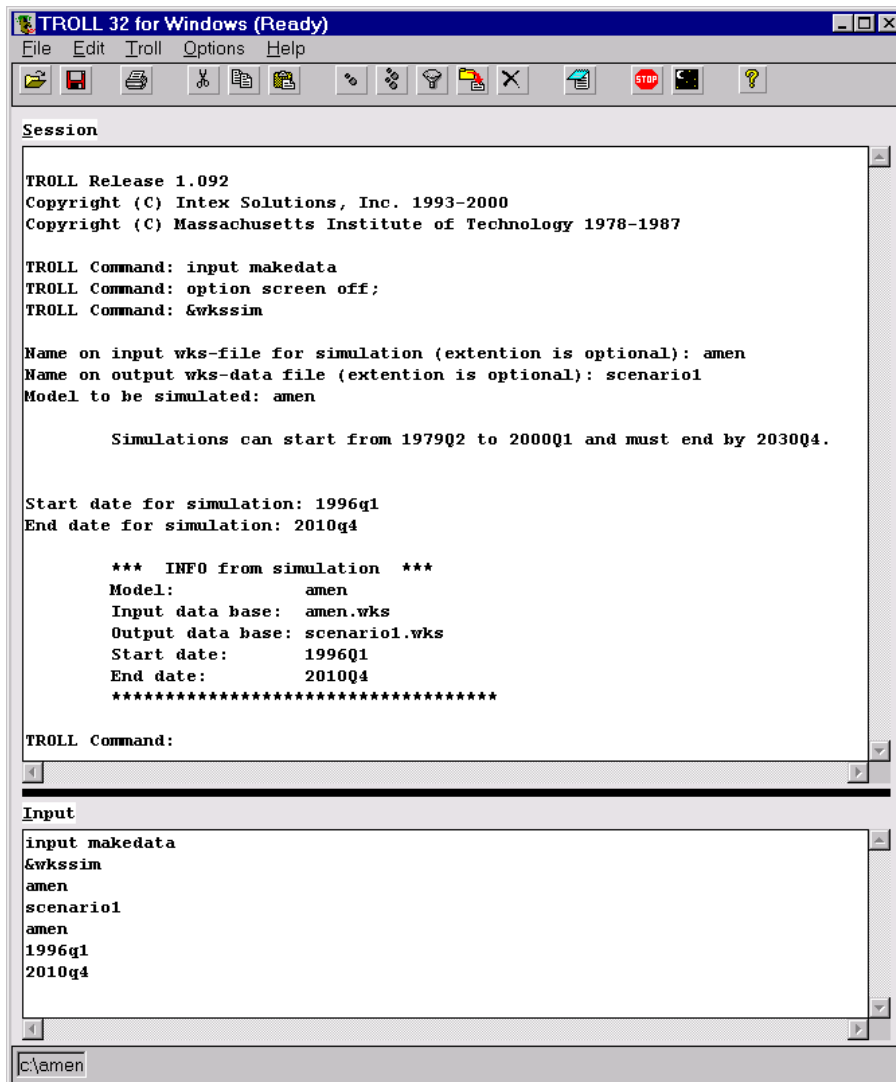 TROLL 32 for Windows (Ready)
File Edit Troll Options Help
STOP
Session
TROLL Release 1.092
Copyright (C) Intex Solutions, Inc. 1993-2000
Copyright (C) Massachusetts Institute of Technology 1978-1987
TROLL Command: input makedata
TROLL Command: option screen off;
TROLL Command: &wkssim
Name on input wks-file for simulation (extention is optional): amen
Name on output wks-data file (extention is optional): scenario1
Model to be simulated: amen
Simulations can start from 1979Q2 to 2000Q1 and must end by 2030Q4.
Start date for simulation: 1996q1
End date for simulation: 2010q4
*** INFO from simulation ***
Model: amen
Input data base: amen.wks
Output data base: scenario1.wks
Start date: 1996Q1
End date: 2010Q4
************************************
TROLL Command:
Input
input makedata
&wkssim
amen
scenario1
amen
1996q1
2010q4
c:\amen